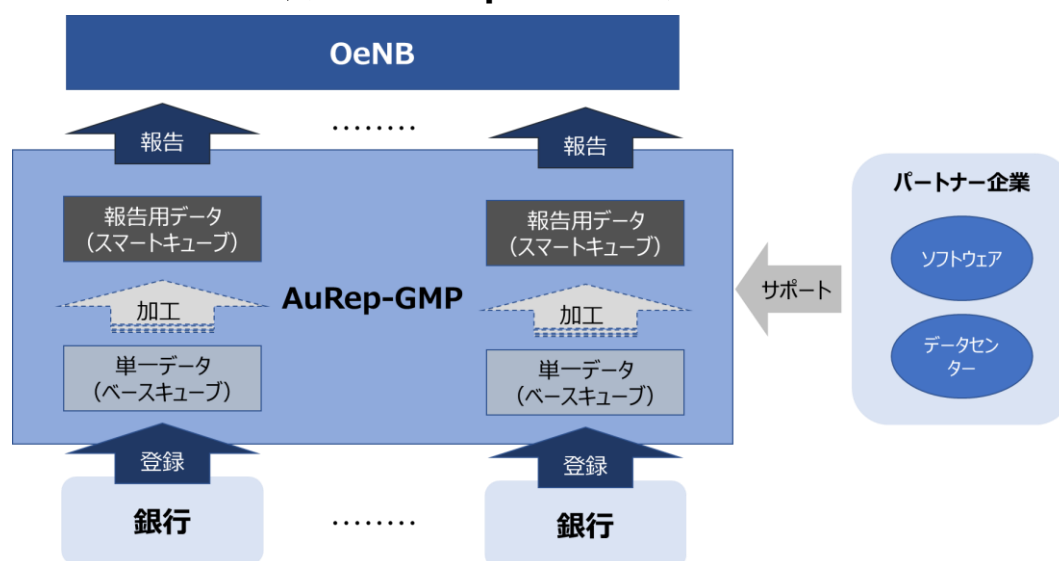 OeNB
報告
........
報告
報告用データ
(スマートキューブ)
報告用データ
(スマートキューブ)
加工
AuRep-GMP
加工
単一データ
(ベースキューブ)
単一データ
(ベースキューブ)
登録
登録
銀行
........
銀行
サポート
パートナー企業
ソフトウェア
データセン
ター